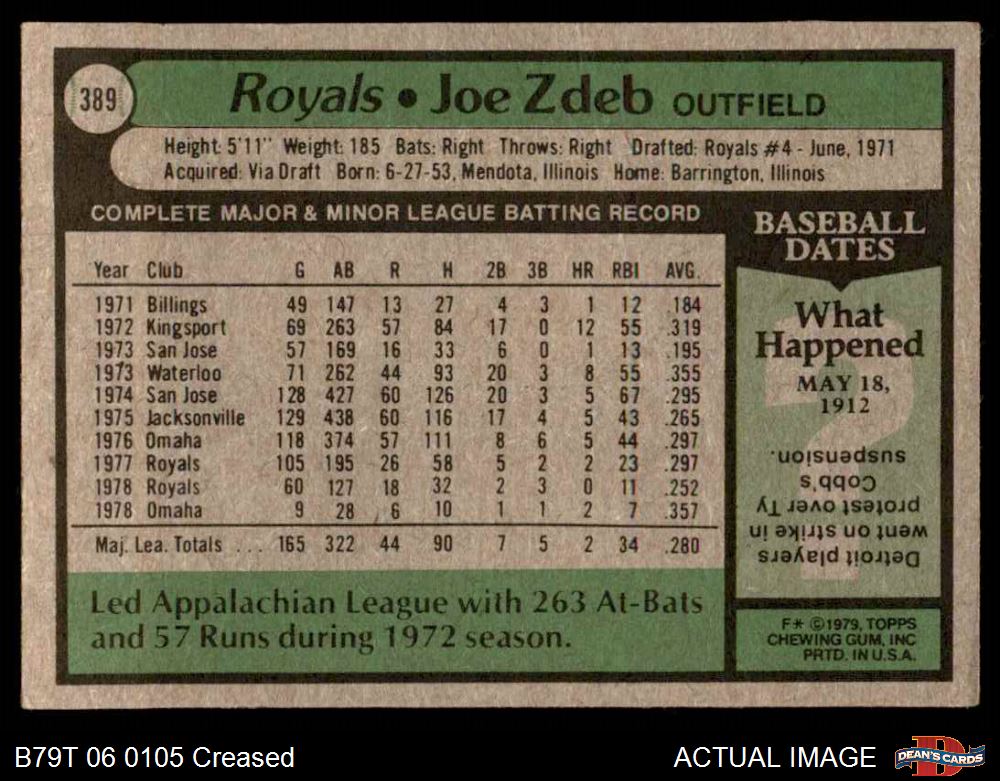 389
Royals • Joe Zdeb OUTFIELD
Height: 5'11" Weight: 185 Bats: Right Throws: Right Drafted: Royals #4 - June, 1971
Acquired: Via Draft Born: 6-27-53, Mendota, Illinois Home: Barrington, Illinois
COMPLETE MAJOR & MINOR LEAGUE BATTING RECORD
Year Club G AB R H 2B 3B HR RBI AVG.
1971 Billings 49 147 13 27 4 3 1 12 .184
1972 Kingsport 69 263 57 84 17 0 12 55 .319
1973 San Jose 57 169 16 33 6 0 1 13 .195
1973 Waterloo 71 262 44 93 20 3 8 55 .355
1974 San Jose 128 427 60 126 20 3 5 67 .295
1975 Jacksonville 129 438 60 116 17 4 5 43 .265
1976 Omaha 118 374 57 111 8 6 5 44 .297
1977 Royals 105 195 26 58 5 2 2 23 .297
1978 Royals 60 127 18 32 2 3 0 11 .252
1978 Omaha 9 28 6 10 1 1 2 7 .357
Maj. Lea. Totals ... 165 322 44 90 7 5 2 34 .280
Led Appalachian League with 263 At-Bats
and 57 Runs during 1972 season.
BASEBALL
DATES
What
Happened
MAY 18,
1912
Detroit players
went on strike in
protest over Ty
Cobb's
suspension.
F* ©1979, TOPPS
CHEWING GUM, INC
PRTD. IN U.S.A.
B79T 06 0105 Creased
ACTUAL IMAGE
D
DEAN'S CARDS